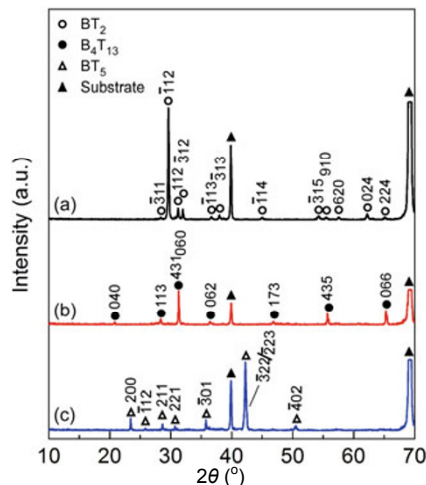 BT₂
B₄T₁₃
BT₅
Substrate
Intensity (a.u.)
(a)
3̄11
1̄12
112
3̄12
1̄13
3̄13
1̄14
3̄15
910
620
024
224
(b)
040
113
431
060
062
173
435
066
(c)
200
1̄12
211
221
3̄01
3̄22/2̄23
4̄02
10 20 30 40 50 60 70
2θ (°)